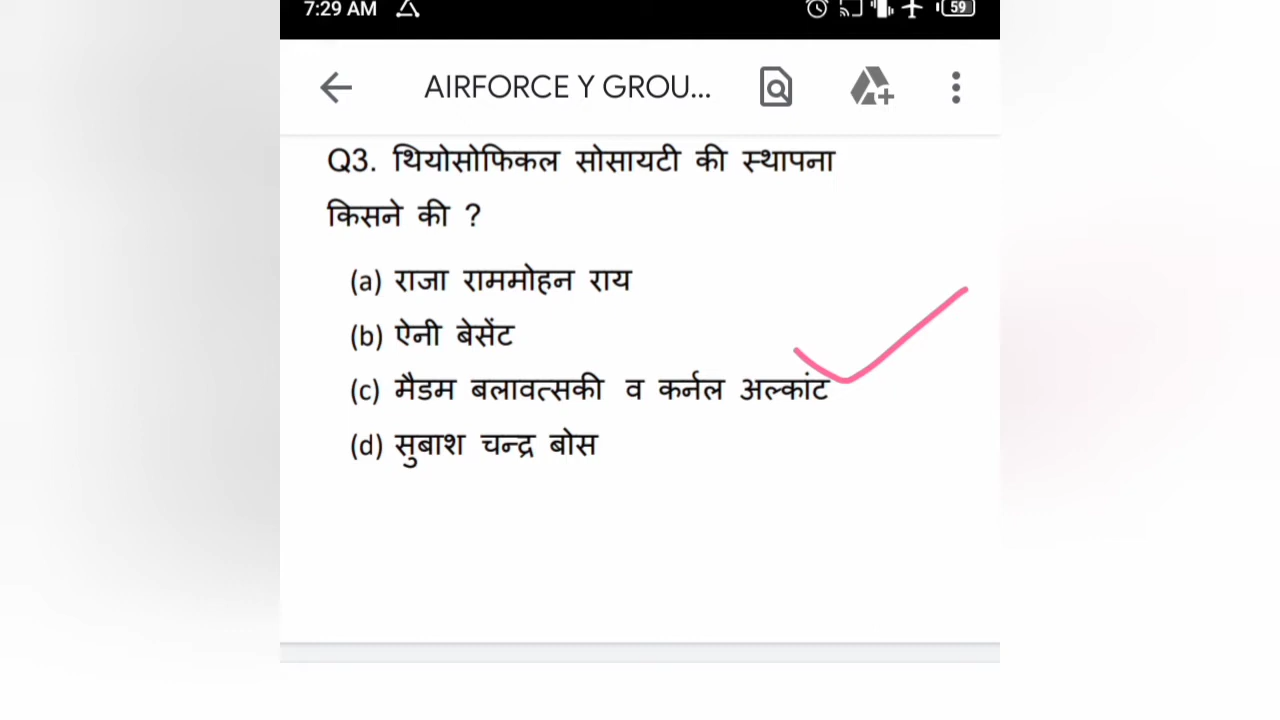 7:29 AM
59
AIRFORCE Y GROU...
Q3. थियोसोफिकल सोसायटी की स्थापना
किसने की ?
(a) राजा राममोहन राय
(b) ऐनी बेसेंट
(c) मैडम बलावत्सकी व कर्नल अल्कांट
(d) सुबाश चन्द्र बोस